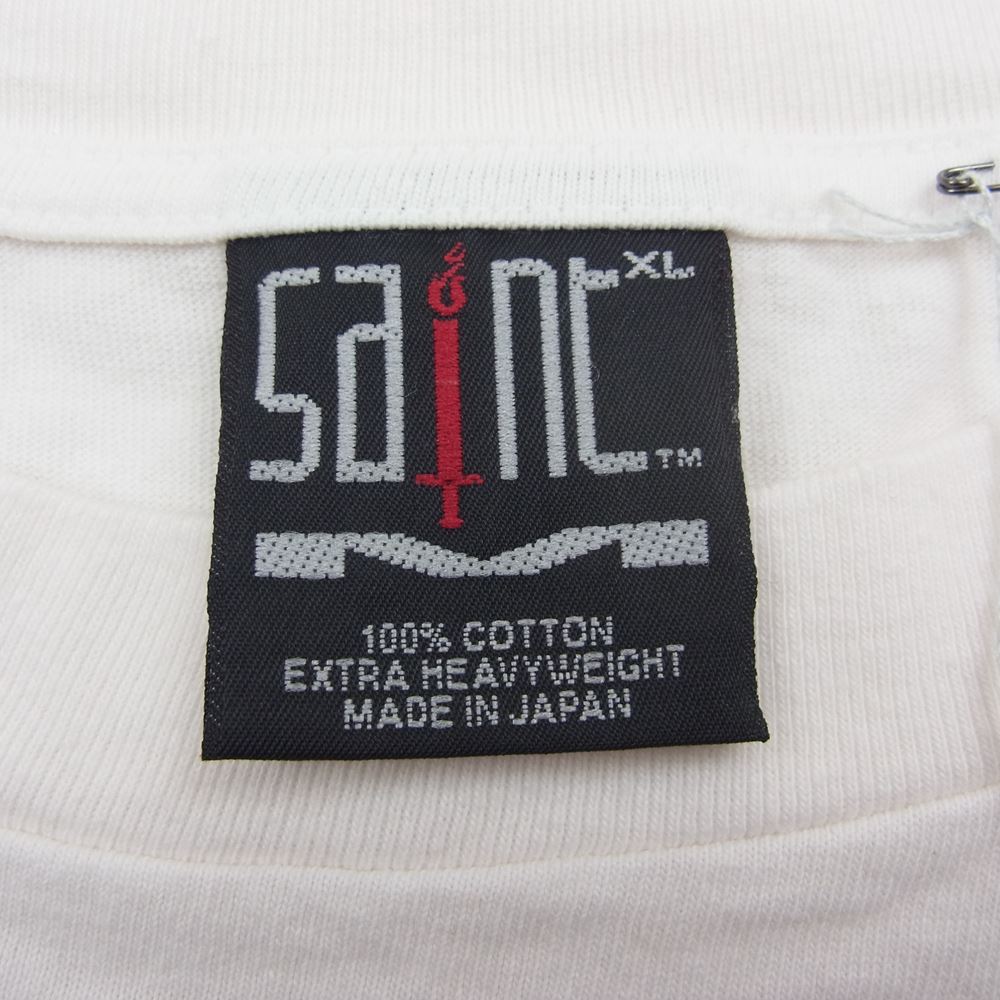 saint XL
TM
100% COTTON
EXTRA HEAVYWEIGHT
MADE IN JAPAN